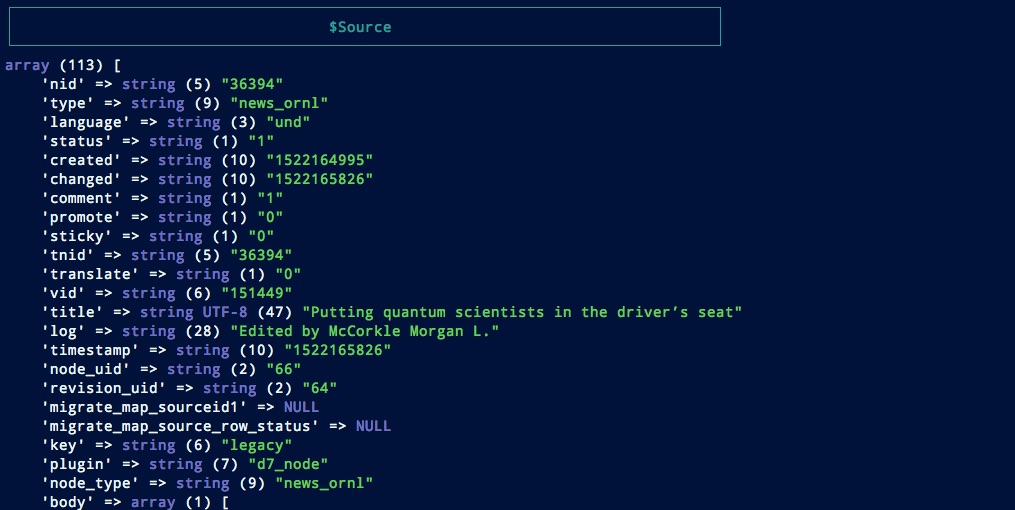 $Source
array (113) [
    'nid' => string (5) "36394"
    'type' => string (9) "news_ornl"
    'language' => string (3) "und"
    'status' => string (1) "1"
    'created' => string (10) "1522164995"
    'changed' => string (10) "1522165826"
    'comment' => string (1) "1"
    'promote' => string (1) "0"
    'sticky' => string (1) "0"
    'tnid' => string (5) "36394"
    'translate' => string (1) "0"
    'vid' => string (6) "151449"
    'title' => string UTF-8 (47) "Putting quantum scientists in the driver’s seat"
    'log' => string (28) "Edited by McCorkle Morgan L."
    'timestamp' => string (10) "1522165826"
    'node_uid' => string (2) "66"
    'revision_uid' => string (2) "64"
    'migrate_map_sourceid1' => NULL
    'migrate_map_source_row_status' => NULL
    'key' => string (6) "legacy"
    'plugin' => string (7) "d7_node"
    'node_type' => string (9) "news_ornl"
    'body' => array (1) [